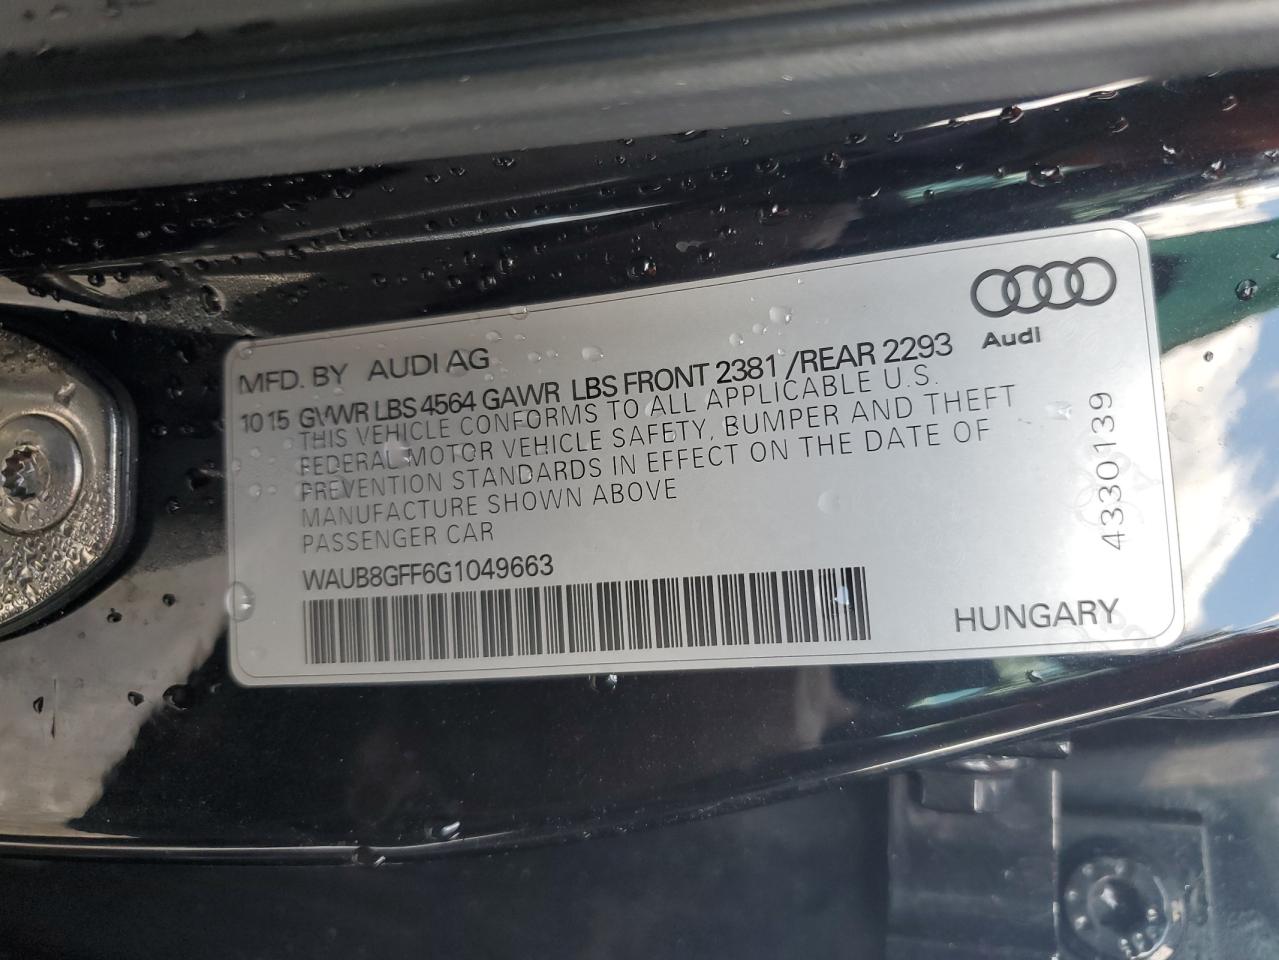 Audi
MFD. BY AUDI AG
10 15 GVWR LBS 4564 GAWR LBS FRONT 2381 /REAR 2293
THIS VEHICLE CONFORMS TO ALL APPLICABLE U.S.
FEDERAL MOTOR VEHICLE SAFETY, BUMPER AND THEFT
PREVENTION STANDARDS IN EFFECT ON THE DATE OF
MANUFACTURE SHOWN ABOVE
PASSENGER CAR
WAUB8GFF6G1049663
HUNGARY
4330139